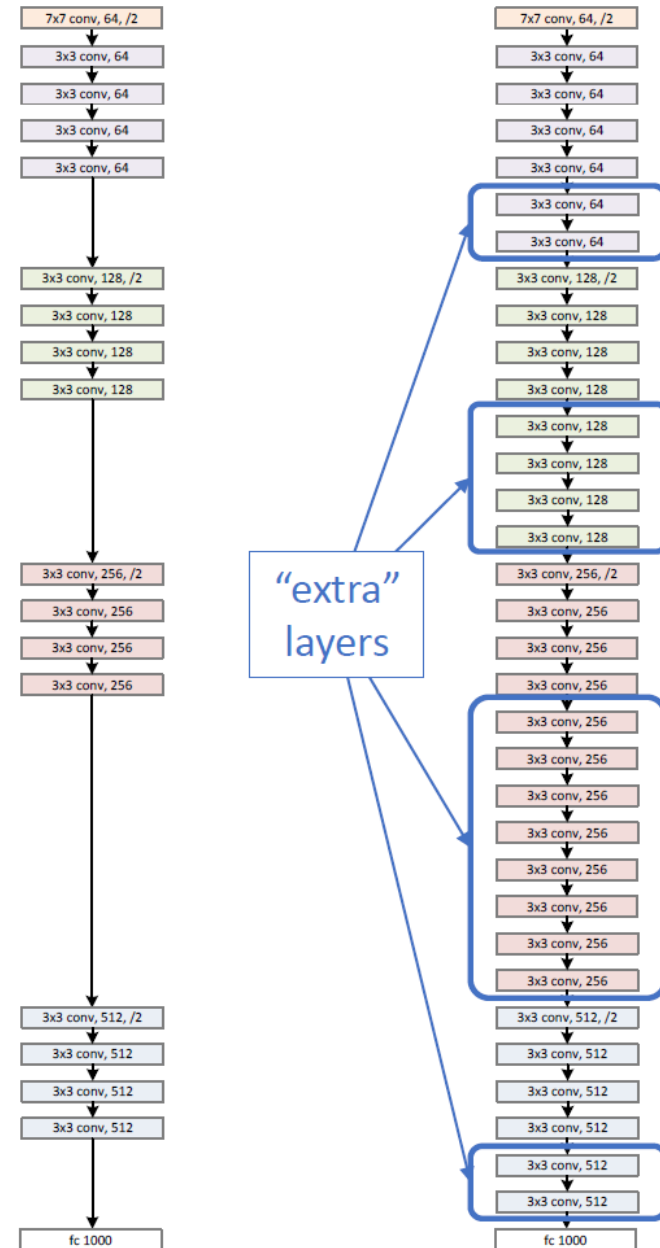 7x7 conv, 64, /2
3x3 conv, 64
3x3 conv, 64
3x3 conv, 64
3x3 conv, 64
3x3 conv, 128, /2
3x3 conv, 128
3x3 conv, 128
3x3 conv, 128
3x3 conv, 256, /2
3x3 conv, 256
3x3 conv, 256
3x3 conv, 256
3x3 conv, 512, /2
3x3 conv, 512
3x3 conv, 512
3x3 conv, 512
fc 1000
“extra”
layers
7x7 conv, 64, /2
3x3 conv, 64
3x3 conv, 64
3x3 conv, 64
3x3 conv, 64
3x3 conv, 64
3x3 conv, 64
3x3 conv, 128, /2
3x3 conv, 128
3x3 conv, 128
3x3 conv, 128
3x3 conv, 128
3x3 conv, 128
3x3 conv, 128
3x3 conv, 128
3x3 conv, 256, /2
3x3 conv, 256
3x3 conv, 256
3x3 conv, 256
3x3 conv, 256
3x3 conv, 256
3x3 conv, 256
3x3 conv, 256
3x3 conv, 256
3x3 conv, 256
3x3 conv, 256
3x3 conv, 256
3x3 conv, 512, /2
3x3 conv, 512
3x3 conv, 512
3x3 conv, 512
3x3 conv, 512
3x3 conv, 512
fc 1000